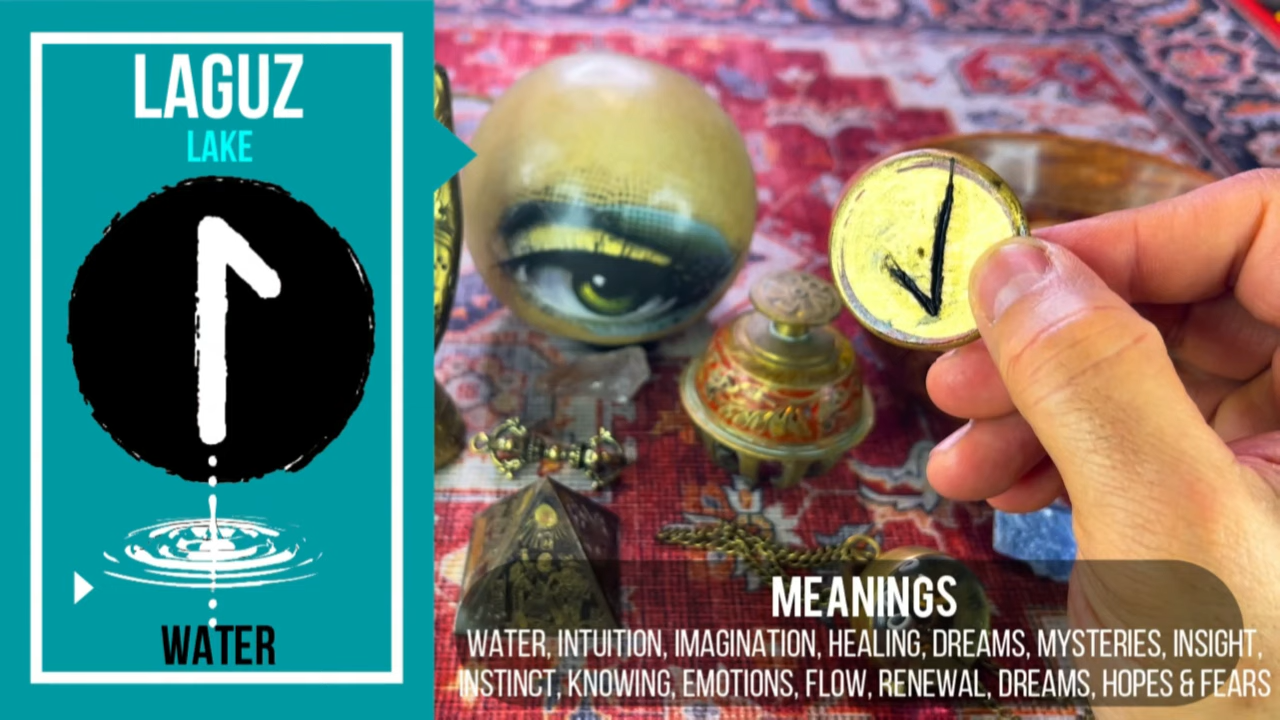 LAGUZ
LAKE
WATER
MEANINGS
WATER, INTUITION, IMAGINATION, HEALING, DREAMS, MYSTERIES, INSIGHT,
INSTINCT, KNOWING, EMOTIONS, FLOW, RENEWAL, DREAMS, HOPES & FEARS